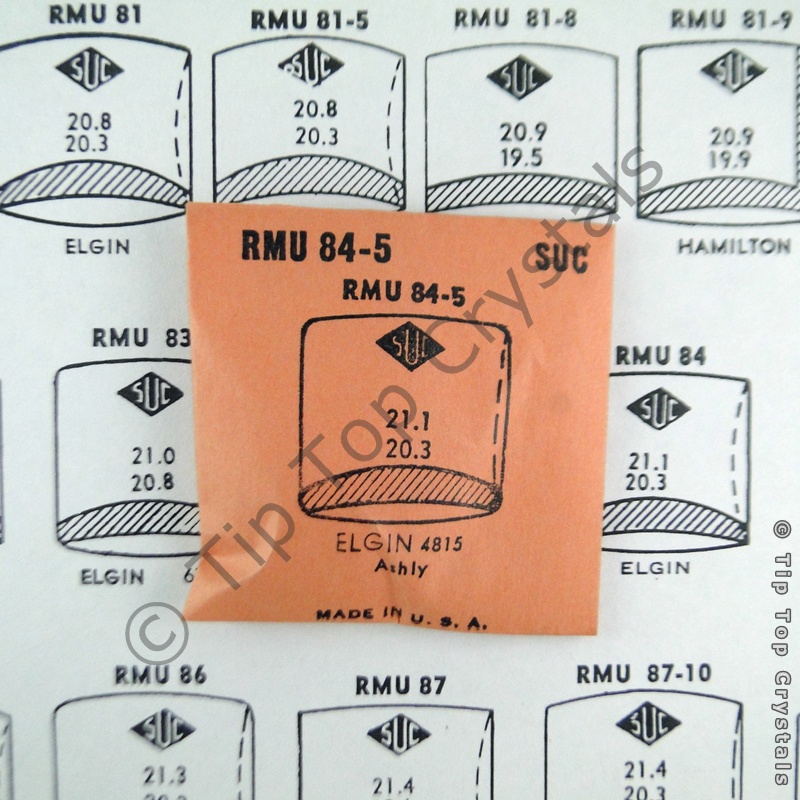 RMU 81
RMU 81-5
RMU 81-8
RMU 81-9
SUC
SUC
SUC
SUC
20.8
20.3
20.8
20.3
20.9
19.5
20.9
19.9
ELGIN
HAMILTON
RMU 84-5 SUC
RMU 84-5
SUC
21.1
20.3
ELGIN 4815
Ashly
MADE IN U. S. A.
RMU 83
SUC
21.0
20.8
ELGIN 6
RMU 84
SUC
21.1
20.3
ELGIN
RMU 86
SUC
21.3
20.3
RMU 87
SUC
21.4
RMU 87-10
SUC
21.4
20.3
© Tip Top Crystals
© Tip Top Crystals